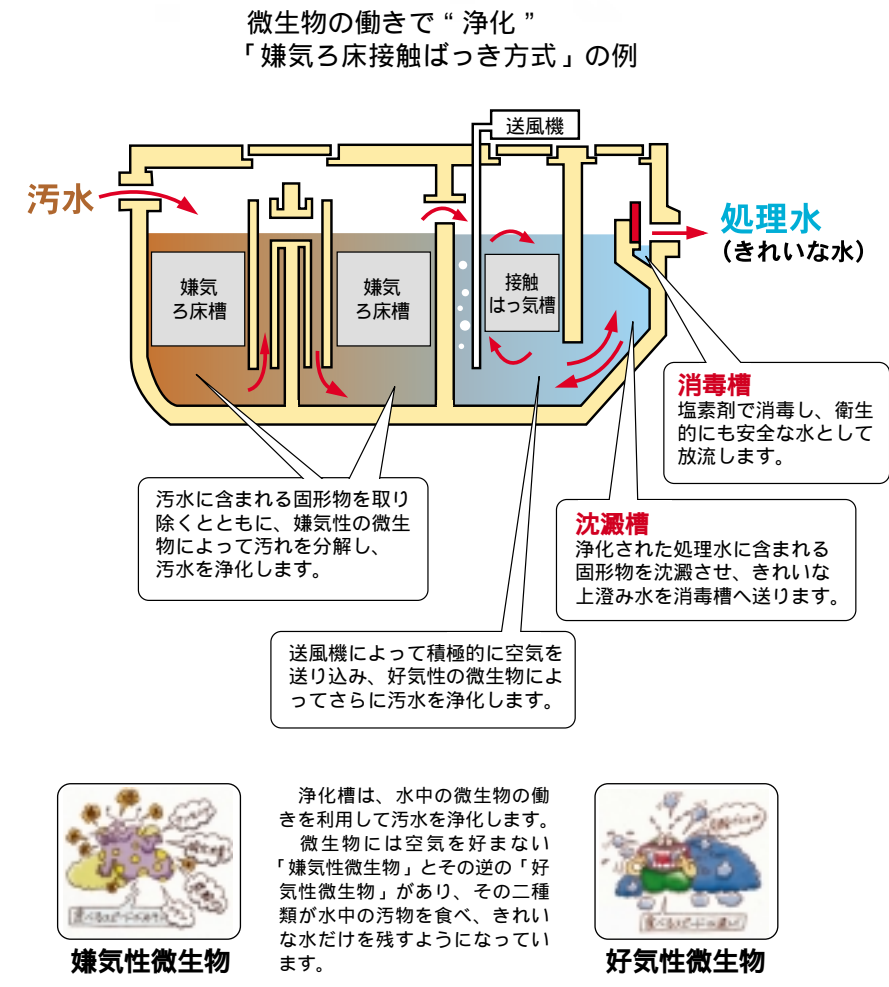 微生物の働きで“浄化”
「嫌気ろ床接触ばっき方式」の例
送風機
汚水
処理水
(きれいな水)
嫌気
ろ床槽
嫌気
ろ床槽
接触
はっ気槽
消毒槽
塩素剤で消毒し、衛生
的にも安全な水として
放流します。
汚水に含まれる固形物を取り
除くとともに、嫌気性の微生
物によって汚れを分解し、
汚水を浄化します。
沈澱槽
浄化された処理水に含まれる
固形物を沈澱させ、きれいな
上澄み水を消毒槽へ送ります。
送風機によって積極的に空気を
送り込み、好気性の微生物によ
ってさらに汚水を浄化します。
浄化槽は、水中の微生物の働
きを利用して汚水を浄化します。
微生物には空気を好まない
「嫌気性微生物」とその逆の「好
気性微生物」があり、その二種
類が水中の汚物を食べ、きれい
な水だけを残すようになってい
ます。
嫌気性微生物
好気性微生物